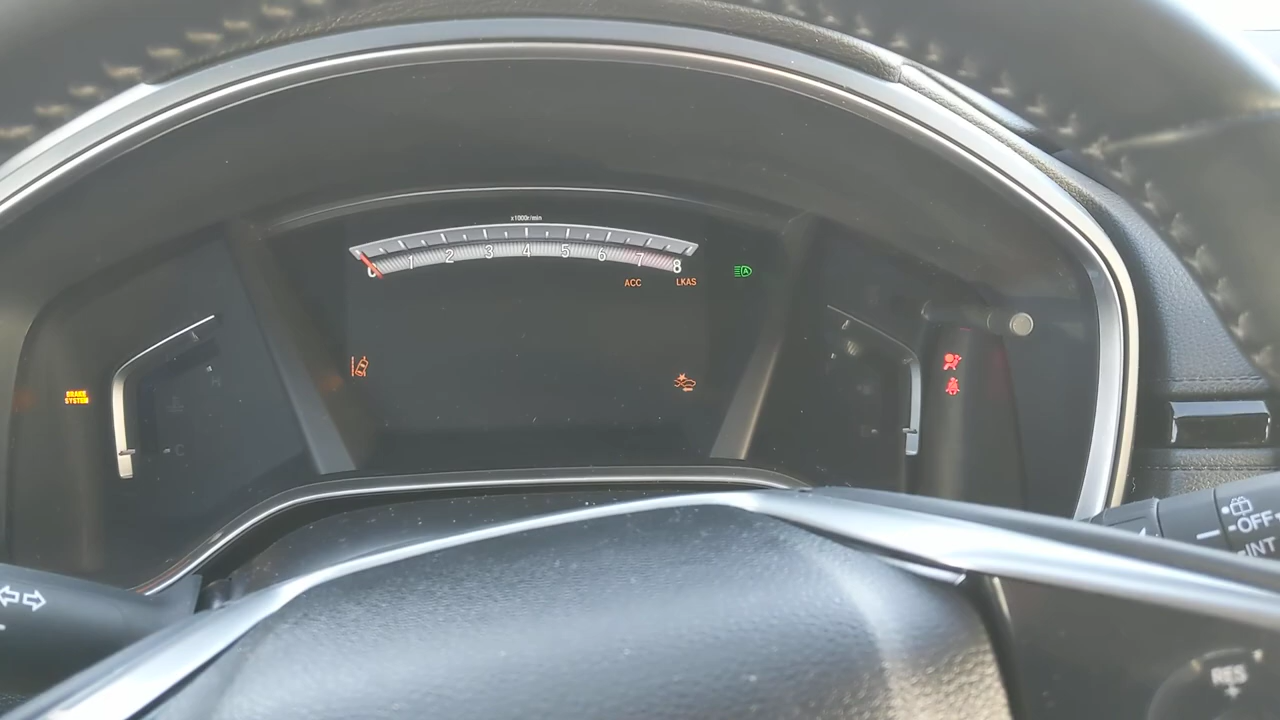 x1000r/min
0 1 2 3 4 5 6 7 8
ACC LKAS
A
BRAKE
SYSTEM
OFF
INT
RES
+